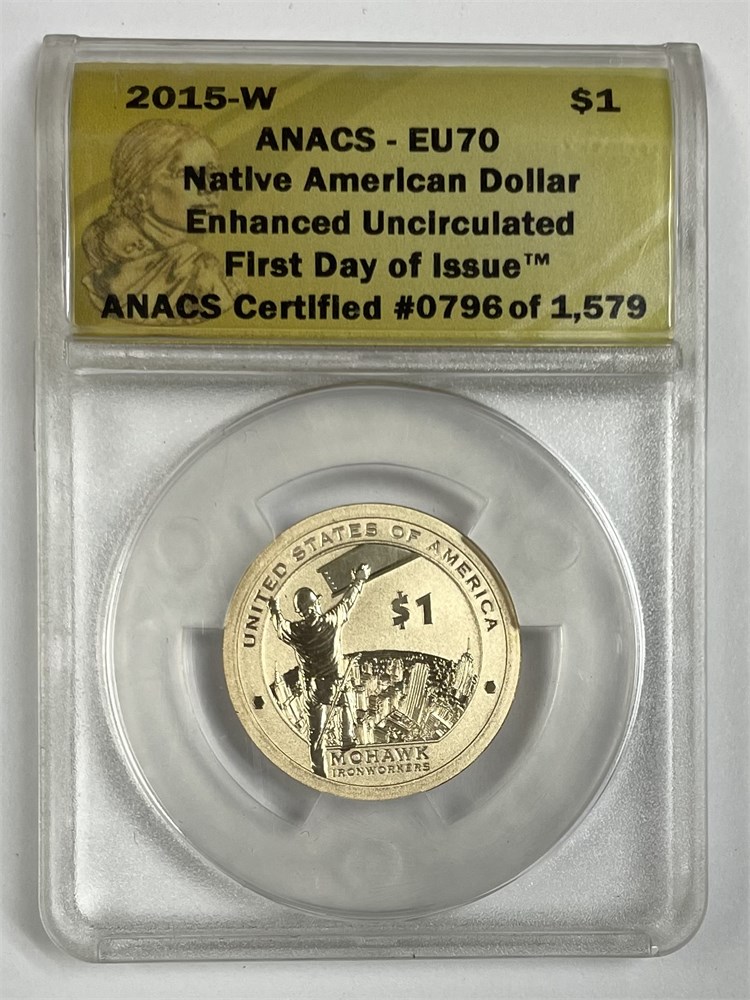 2015-W $1
ANACS - EU70
Native American Dollar
Enhanced Uncirculated
First Day of Issue™
ANACS Certified #0796 of 1,579
UNITED STATES OF AMERICA
$1
MOHAWK
IRONWORKERS